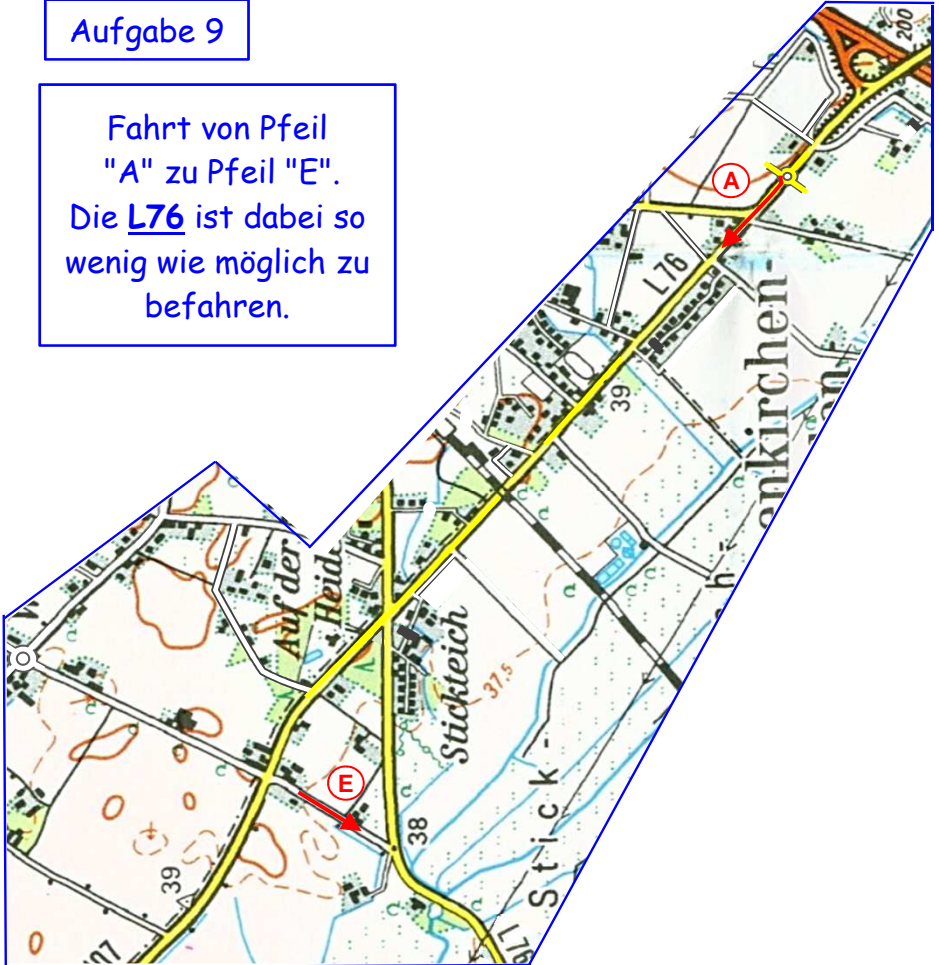 Aufgabe 9
Fahrt von Pfeil
"A" zu Pfeil "E".
Die L76 ist dabei so
wenig wie möglich zu
befahren.
200
A
L76
enkirchen-
39
h -
Auf der
Heid
Stickteich
37.5
E
38
39
S t i c k -
L76